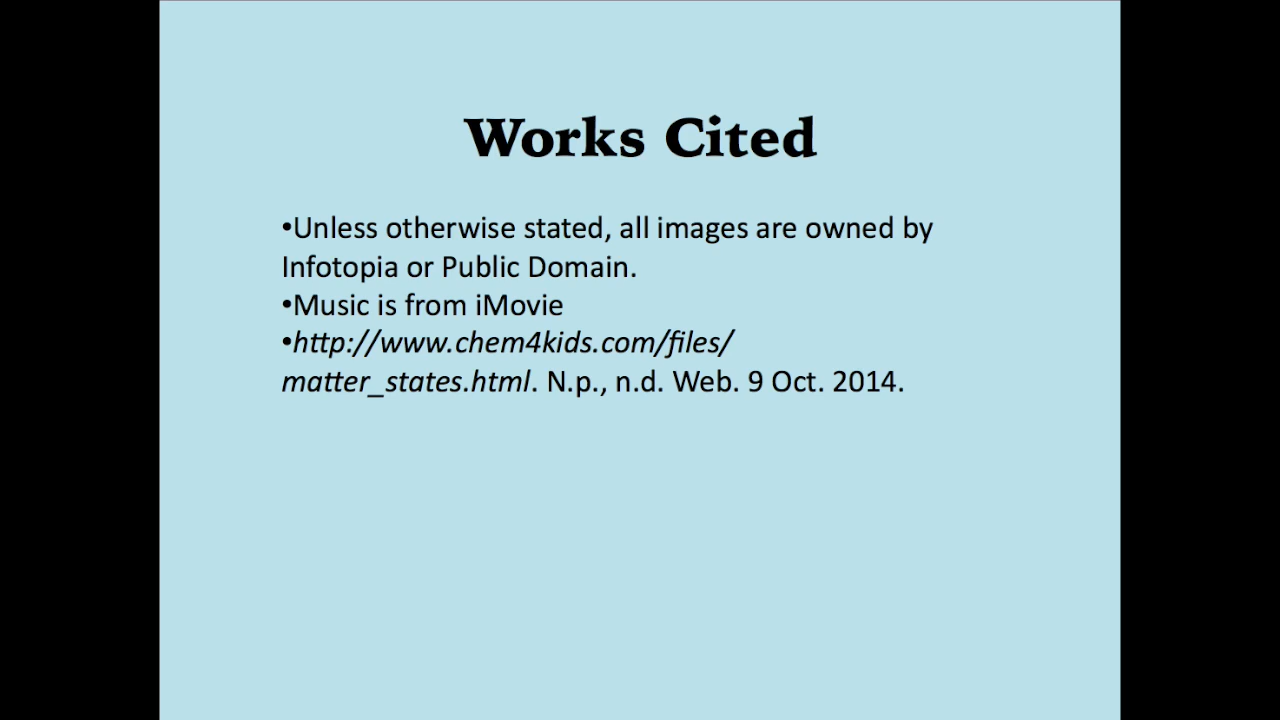 Works Cited
•Unless otherwise stated, all images are owned by
Infotopia or Public Domain.
•Music is from iMovie
•http://www.chem4kids.com/files/
matter_states.html. N.p., n.d. Web. 9 Oct. 2014.